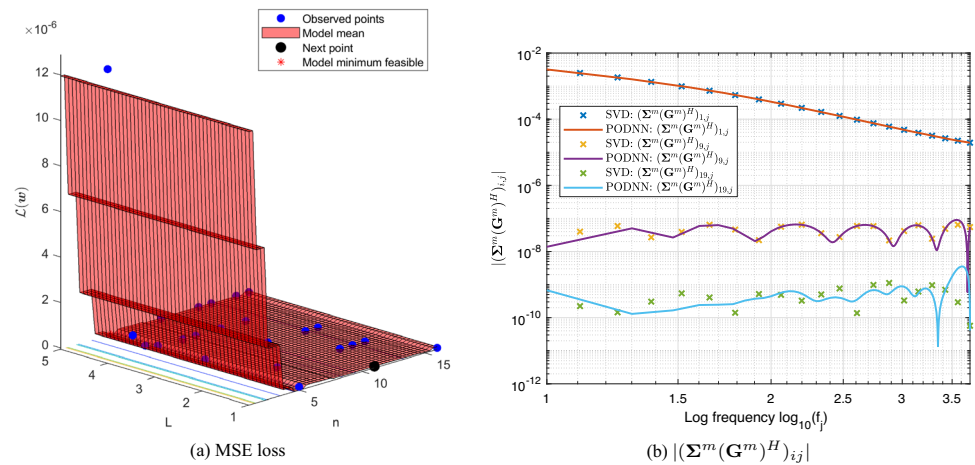 ×10⁻⁶
12
10
8
6
4
2
0
ℒ(w)
5
4
3
2
1
L
5
10
15
n
Observed points
Model mean
Next point
Model minimum feasible
(a) MSE loss
10⁻²
10⁻⁴
10⁻⁶
10⁻⁸
10⁻¹⁰
10⁻¹²
|(Σᵐ(Gᵐ)ᴴ)ᵢ,ⱼ|
SVD: (Σᵐ(Gᵐ)ᴴ)₁,ⱼ
PODNN: (Σᵐ(Gᵐ)ᴴ)₁,ⱼ
SVD: (Σᵐ(Gᵐ)ᴴ)₉,ⱼ
PODNN: (Σᵐ(Gᵐ)ᴴ)₉,ⱼ
SVD: (Σᵐ(Gᵐ)ᴴ)₁₉,ⱼ
PODNN: (Σᵐ(Gᵐ)ᴴ)₁₉,ⱼ
1
1.5
2
2.5
3
3.5
Log frequency log₁₀(fⱼ)
(b) |(Σᵐ(Gᵐ)ᴴ)ᵢⱼ|